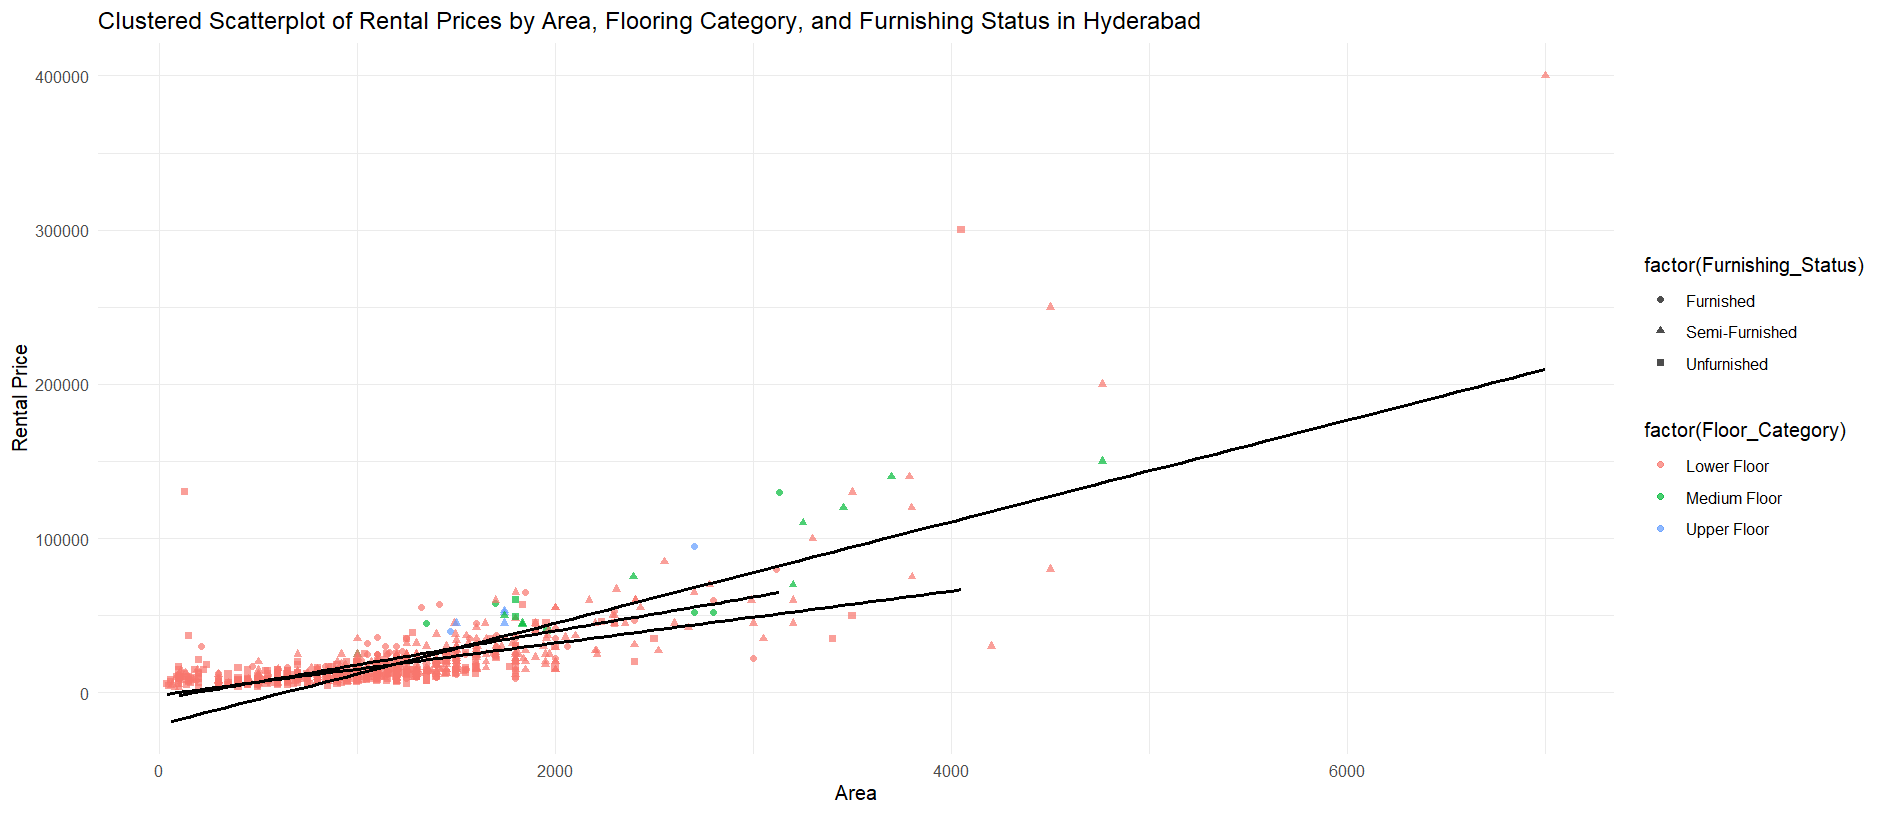 Clustered Scatterplot of Rental Prices by Area, Flooring Category, and Furnishing Status in Hyderabad
400000
300000
200000
100000
0
Rental Price
0
2000
4000
6000
Area
factor(Furnishing_Status)
Furnished
Semi-Furnished
Unfurnished
factor(Floor_Category)
Lower Floor
Medium Floor
Upper Floor